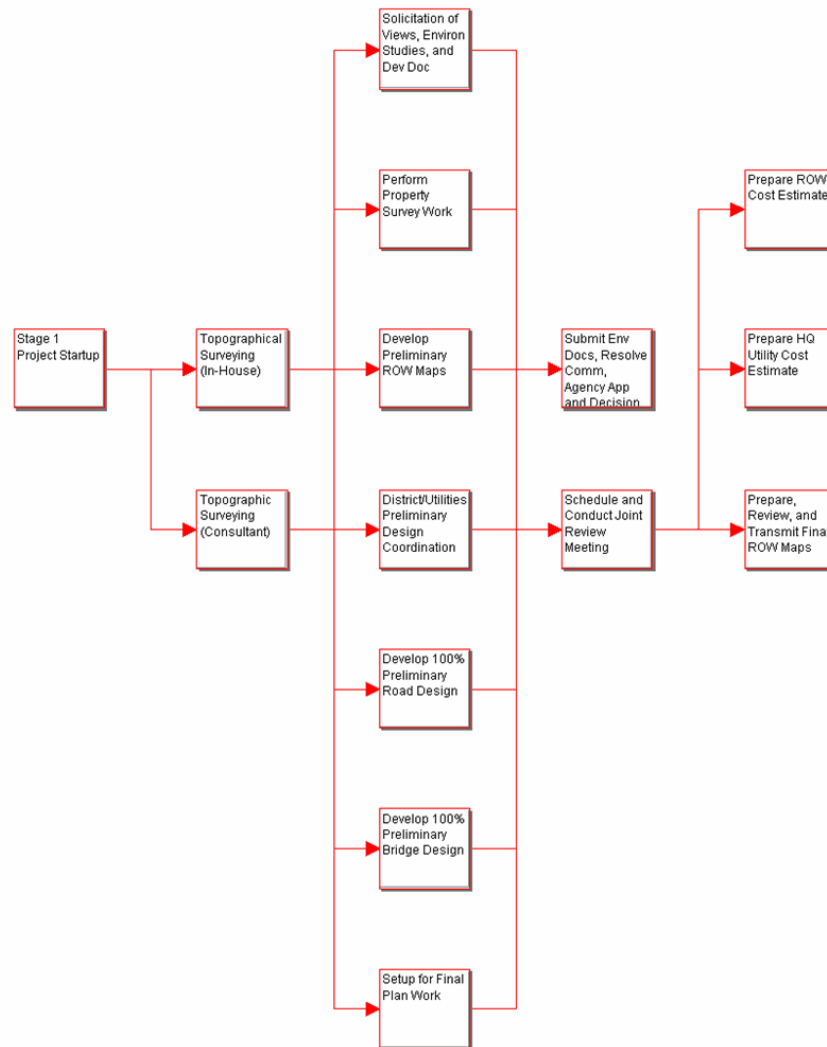 Solicitation of
Views, Environ
Studies, and
Dev Doc
Perform
Property
Survey Work
Prepare ROW
Cost Estimate
Stage 1
Project Startup
Topographical
Surveying
(In-House)
Develop
Preliminary
ROW Maps
Submit Env
Docs, Resolve
Comm,
Agency App
and Decision
Prepare HQ
Utility Cost
Estimate
Topographic
Surveying
(Consultant)
District/Utilities
Preliminary
Design
Coordination
Schedule and
Conduct Joint
Review
Meeting
Prepare,
Review, and
Transmit Fina
ROW Maps
Develop 100%
Preliminary
Road Design
Develop 100%
Preliminary
Bridge Design
Setup for Final
Plan Work